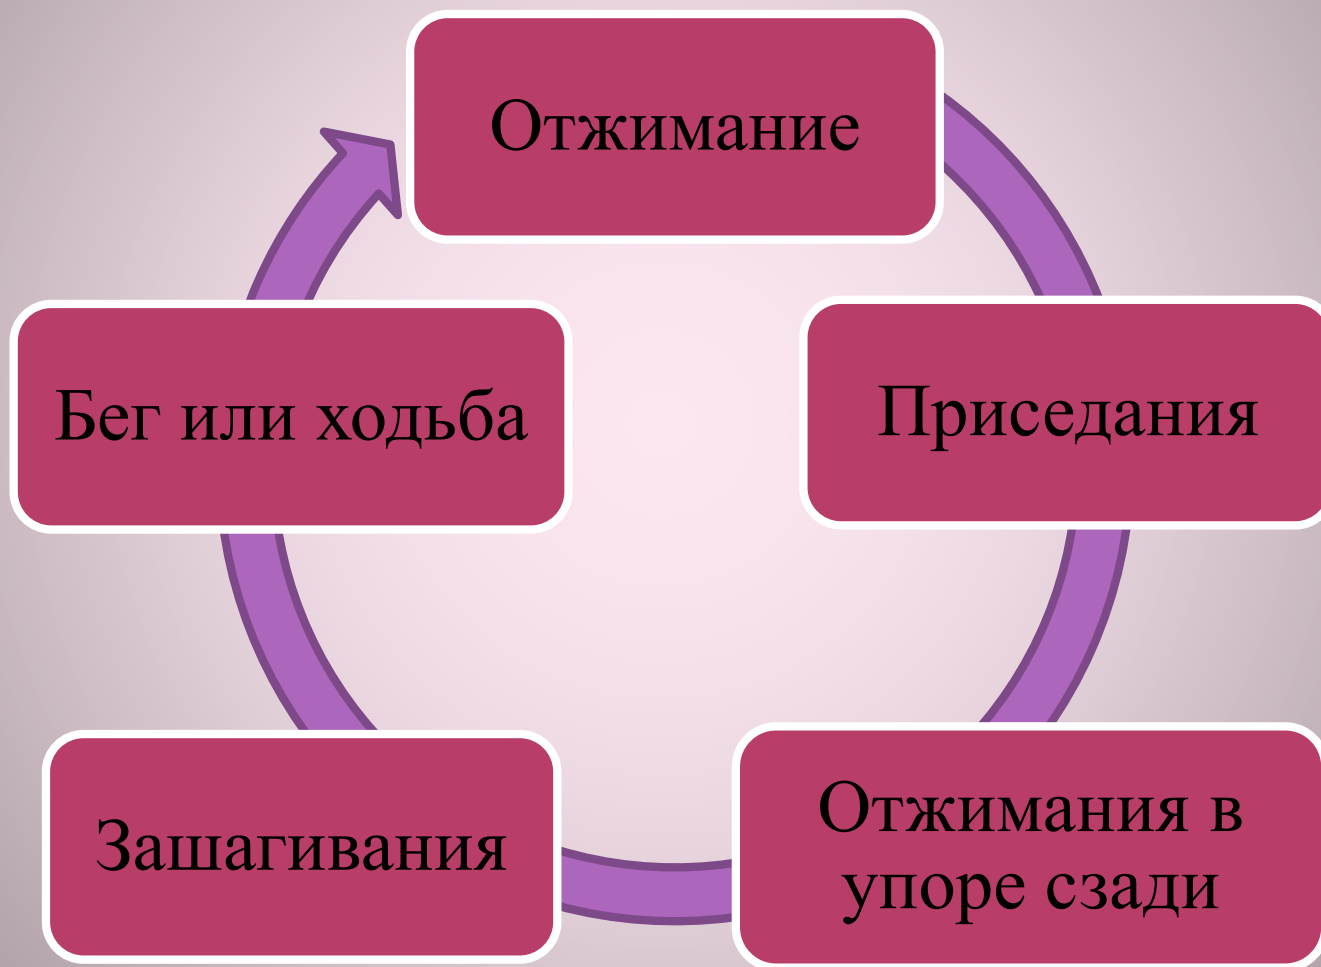 Отжимание
Приседания
Отжимания в
упоре сзади
Зашагивания
Бег или ходьба